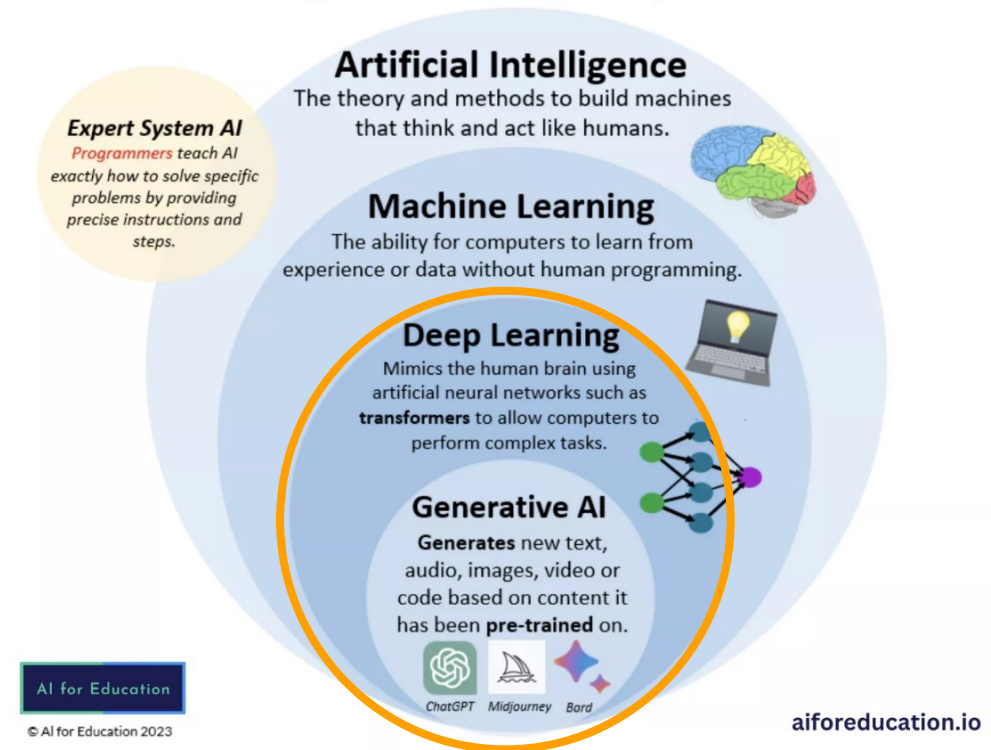 Artificial Intelligence
The theory and methods to build machines
that think and act like humans.
Expert System AI
Programmers teach AI
exactly how to solve specific
problems by providing
precise instructions and
steps.
Machine Learning
The ability for computers to learn from
experience or data without human programming.
Deep Learning
Mimics the human brain using
artificial neural networks such as
transformers to allow computers to
perform complex tasks.
Generative AI
Generates new text,
audio, images, video or
code based on content it
has been pre-trained on.
ChatGPT Midjourney Bard
AI for Education
© AI for Education 2023
aiforeducation.io